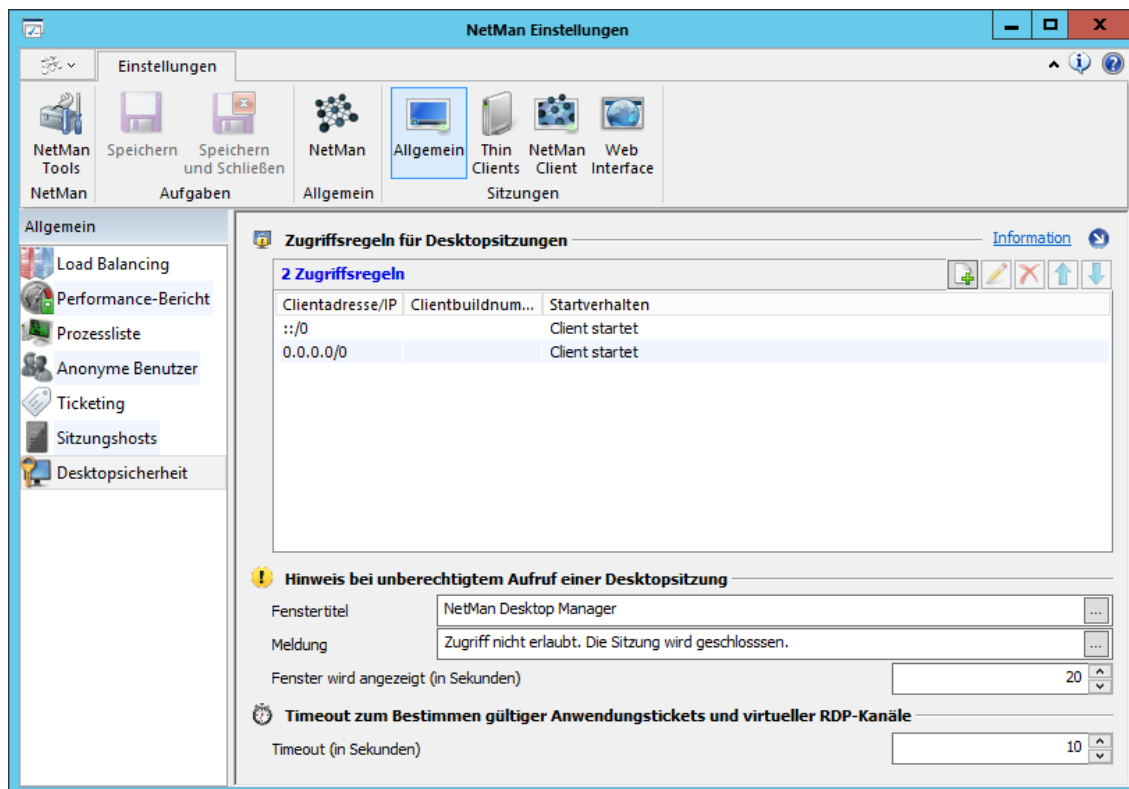 NetMan Einstellungen
Einstellungen
NetMan
Tools
Speichern
Speichern
und Schließen
NetMan
Allgemein
Thin
Clients
NetMan
Client
Web
Interface
NetMan
Aufgaben
Allgemein
Sitzungen
Allgemein
Load Balancing
Performance-Bericht
Prozessliste
Anonyme Benutzer
Ticketing
Sitzungshosts
Desktopsicherheit
Zugriffsregeln für Desktopsitzungen
Information
2 Zugriffsregeln
Clientadresse/IP Clientbuildnum... Startverhalten
::/0 Client startet
0.0.0.0/0 Client startet
Hinweis bei unberechtigtem Aufruf einer Desktopsitzung
Fenstertitel NetMan Desktop Manager ...
Meldung Zugriff nicht erlaubt. Die Sitzung wird geschlosssen. ...
Fenster wird angezeigt (in Sekunden) 20
Timeout zum Bestimmen gültiger Anwendungstickets und virtueller RDP-Kanäle
Timeout (in Sekunden) 10